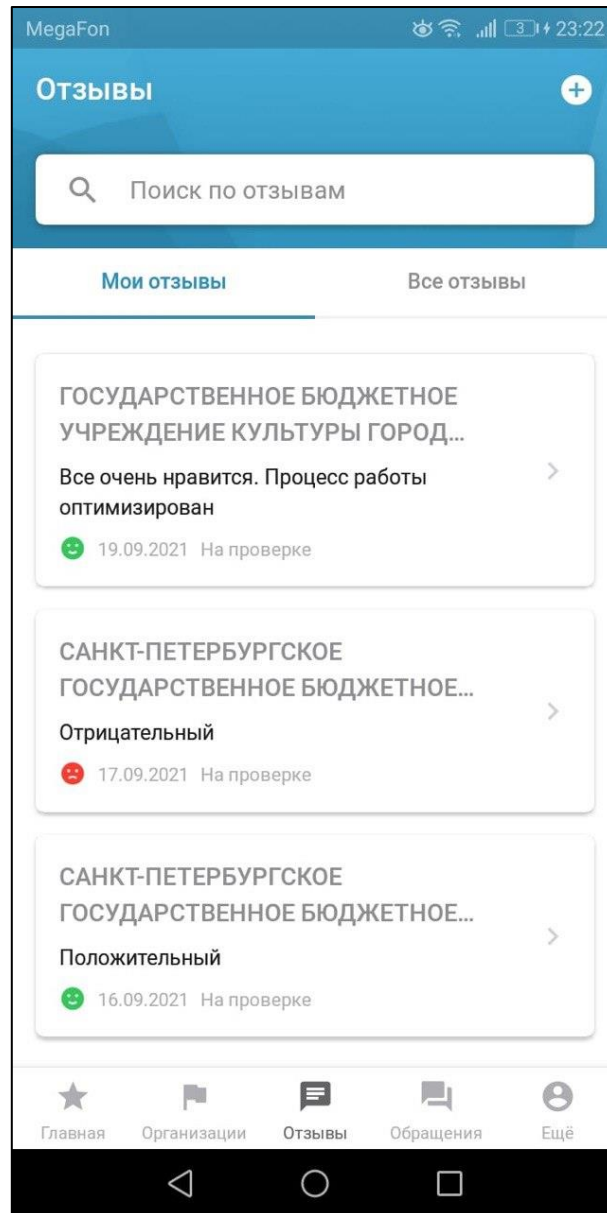 MegaFon 3 23:22
Отзывы
Поиск по отзывам
Мои отзывы Все отзывы
ГОСУДАРСТВЕННОЕ БЮДЖЕТНОЕ
УЧРЕЖДЕНИЕ КУЛЬТУРЫ ГОРОД...
Все очень нравится. Процесс работы
оптимизирован
19.09.2021 На проверке
САНКТ-ПЕТЕРБУРГСКОЕ
ГОСУДАРСТВЕННОЕ БЮДЖЕТНОЕ...
Отрицательный
17.09.2021 На проверке
САНКТ-ПЕТЕРБУРГСКОЕ
ГОСУДАРСТВЕННОЕ БЮДЖЕТНОЕ...
Положительный
16.09.2021 На проверке
Главная Организации Отзывы Обращения Ещё